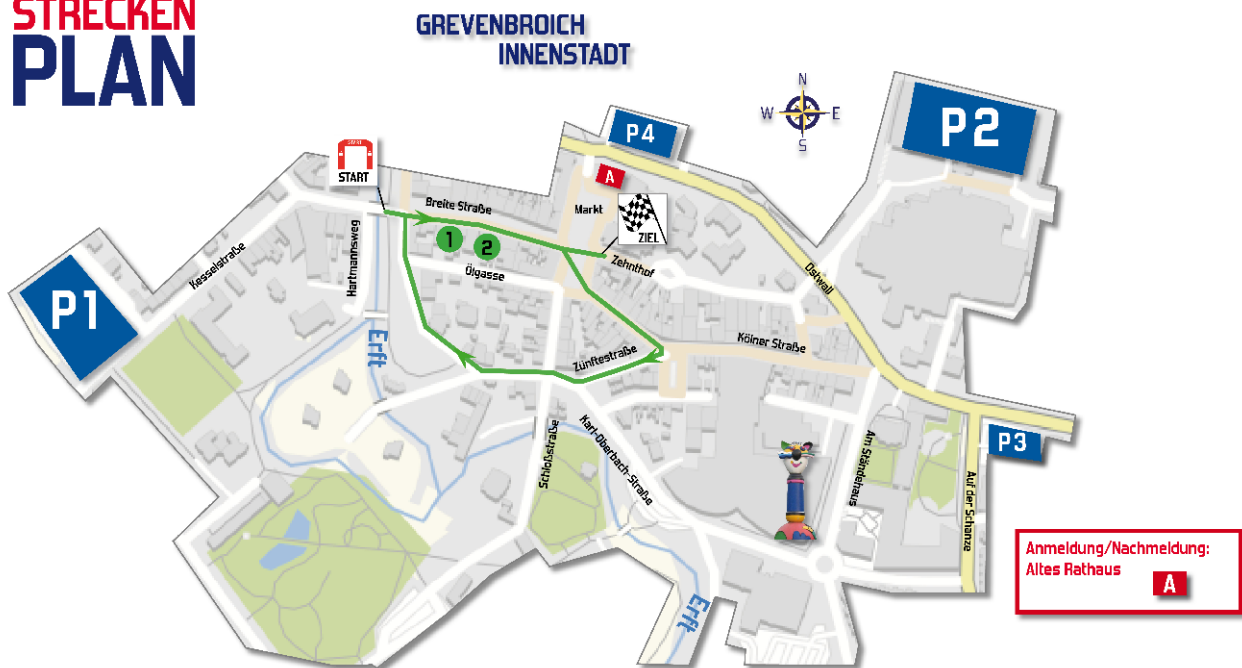 STRECKEN
PLAN
GREVENBROICH
INNENSTADT
N
W E
S
P1
P2
P3
P4
START
START
A
ZIEL
Markt
Breite Straße
1
2
Ölgasse
Zehnthof
Kesselstraße
Hartmannsweg
Erft
Ostwall
Kölner Straße
Zünftestraße
Schloßstraße
Karl-Oberbach-Straße
Am Ständehaus
Auf der Schanze
Erft
Anmeldung/Nachmeldung:
Altes Rathaus
A